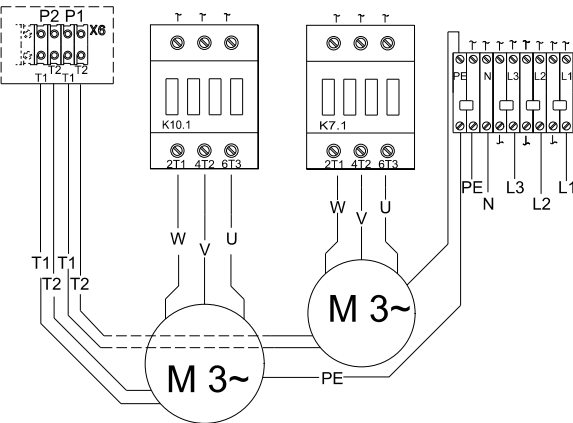 P2 P1
X6
T1 T2 T1 T2
K10.1
2T1 4T2 6T3
K7.1
2T1 4T2 6T3
PE N L3 L2 L1
PE L3 L1
N L2
W V U
W V U
T1 T1
T2 T2
M 3~
M 3~
PE